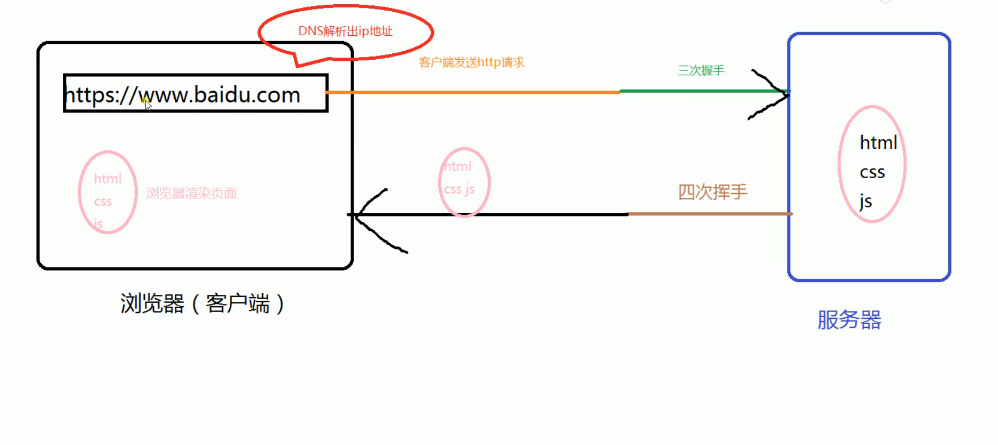 DNS解析出ip地址
客户端发送http请求
三次握手
https://www.baidu.com
html
css
js
html
css
js
浏览器渲染页面
html
css js
四次挥手
浏览器（客户端）
服务器